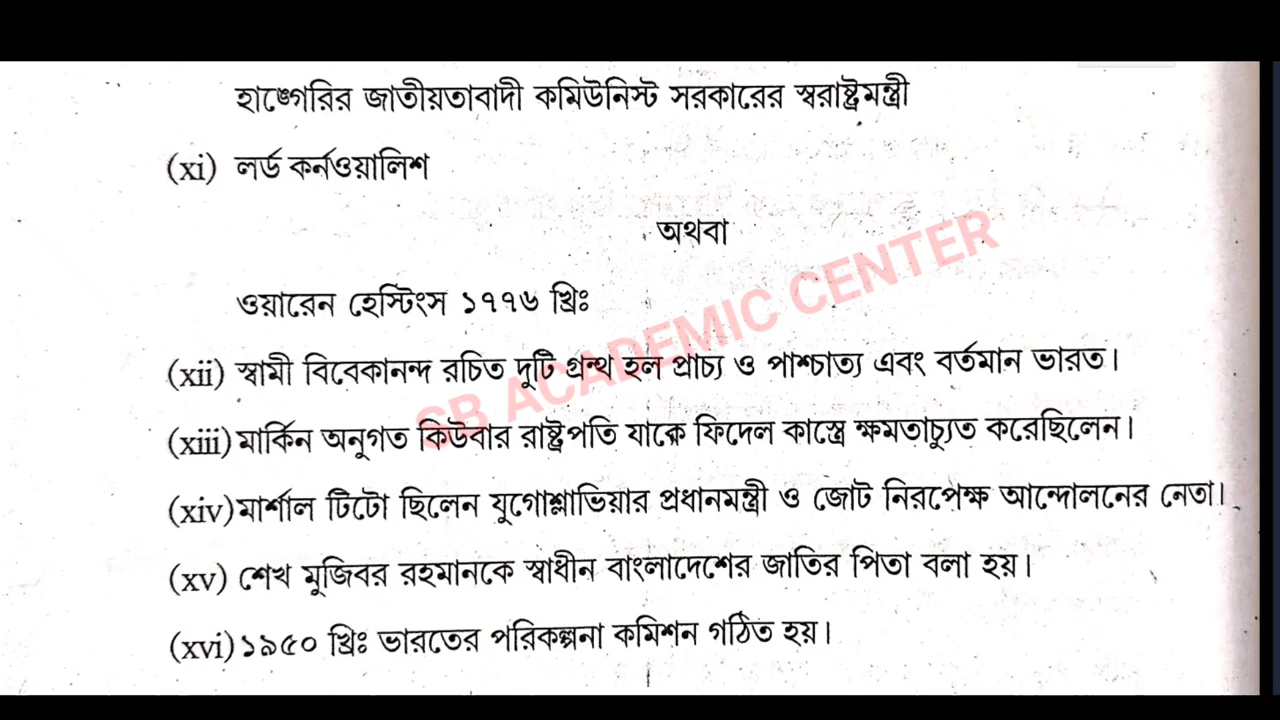 হাঙ্গেরির জাতীয়তাবাদী কমিউনিস্ট সরকারের স্বরাষ্ট্রমন্ত্রী
(xi) লর্ড কর্নওয়ালিশ
অথবা
ওয়ারেন হেস্টিংস ১৭৭৬ খ্রিঃ
(xii) স্বামী বিবেকানন্দ রচিত দুটি গ্রন্থ হল প্রাচ্য ও পাশ্চাত্য এবং বর্তমান ভারত।
(xiii) মার্কিন অনুগত কিউবার রাষ্ট্রপতি যাকে ফিদেল কাস্ত্রে ক্ষমতাচ্যুত করেছিলেন।
(xiv) মার্শাল টিটো ছিলেন যুগোশ্লাভিয়ার প্রধানমন্ত্রী ও জোট নিরপেক্ষ আন্দোলনের নেতা।
(xv) শেখ মুজিবর রহমানকে স্বাধীন বাংলাদেশের জাতির পিতা বলা হয়।
(xvi) ১৯৫০ খ্রিঃ ভারতের পরিকল্পনা কমিশন গঠিত হয়।
SB ACADEMIC CENTER